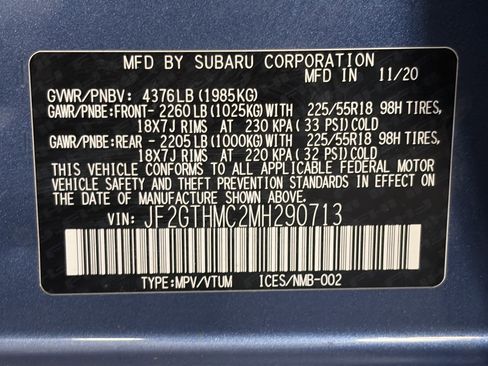 MFD BY SUBARU CORPORATION
MFD IN 11/20
GVWR/PNBV: 4376LB(1985KG)
GAWR/PNBE:FRONT- 2260LB(1025KG)WITH 225/55R18 98H TIRES,
18X7J RIMS AT 230 KPA(33 PSI)COLD
GAWR/PNBE:REAR - 2205LB(1000KG)WITH 225/55R18 98H TIRES,
18X7J RIMS AT 220 KPA(32 PSI)COLD
THIS VEHICLE CONFORMS TO ALL APPLICABLE FEDERAL MOTOR
VEHICLE SAFETY AND THEFT PREVENTION STANDARDS IN EFFECT
ON THE DATE OF MANUFACTURE SHOWN ABOVE.
VIN: JF2GTHMC2MH290713
TYPE:MPV/VTUM ICES/NMB-002